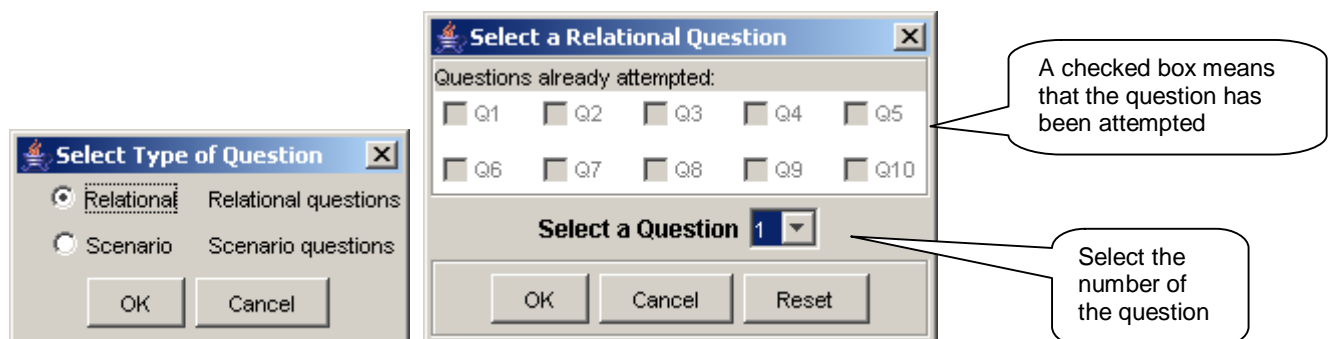 Select Type of Question
Relational Relational questions
Scenario Scenario questions
OK Cancel
Select a Relational Question
Questions already attempted:
Q1 Q2 Q3 Q4 Q5
Q6 Q7 Q8 Q9 Q10
Select a Question 1
OK Cancel Reset
A checked box means
that the question has
been attempted
Select the
number of
the question